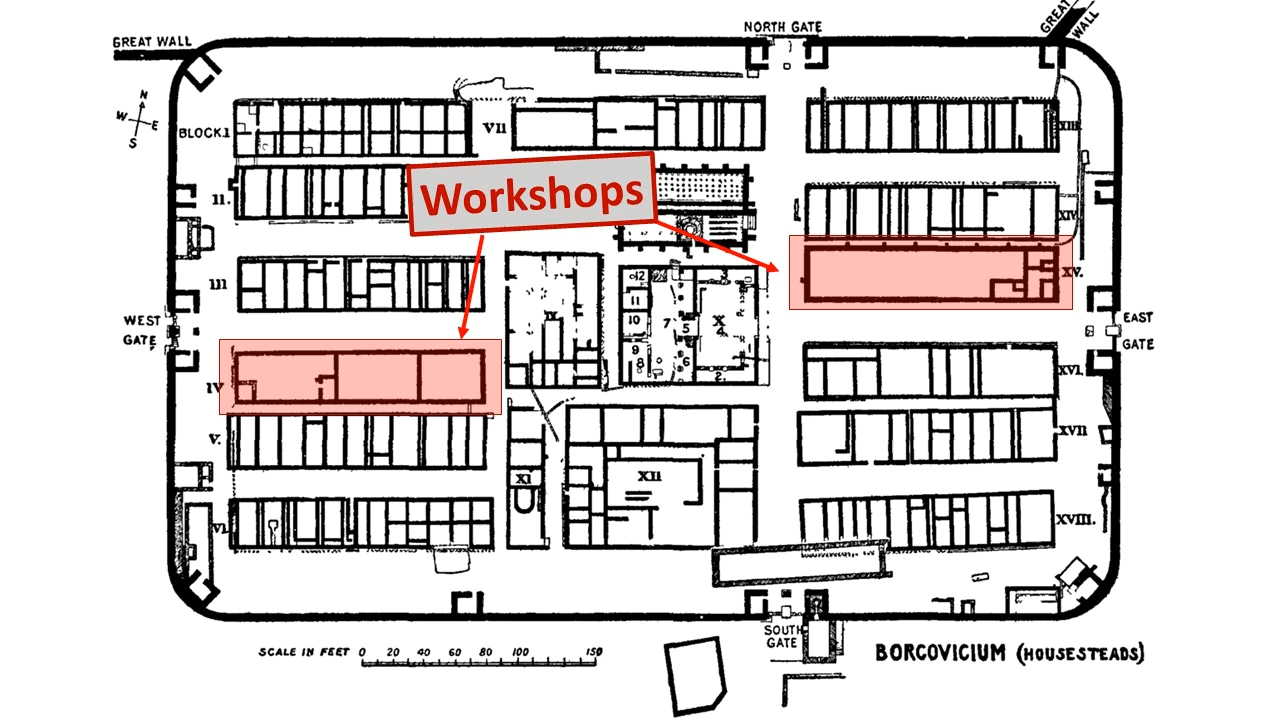 GREAT WALL
NORTH GATE
GREAT WALL
N
W E
S
BLOCK.I
VII
XIII
II.
Workshops
XIV
III
IX
12
11
10
9
8
7
5
6
X
4
2
XV.
WEST GATE
EAST GATE
IV
XVI.
V.
XI
XII
XVII
VI
XVIII.
SCALE IN FEET 0 20 40 60 80 100 150
SOUTH GATE
BORCOVICIUM (HOUSESTEADS)